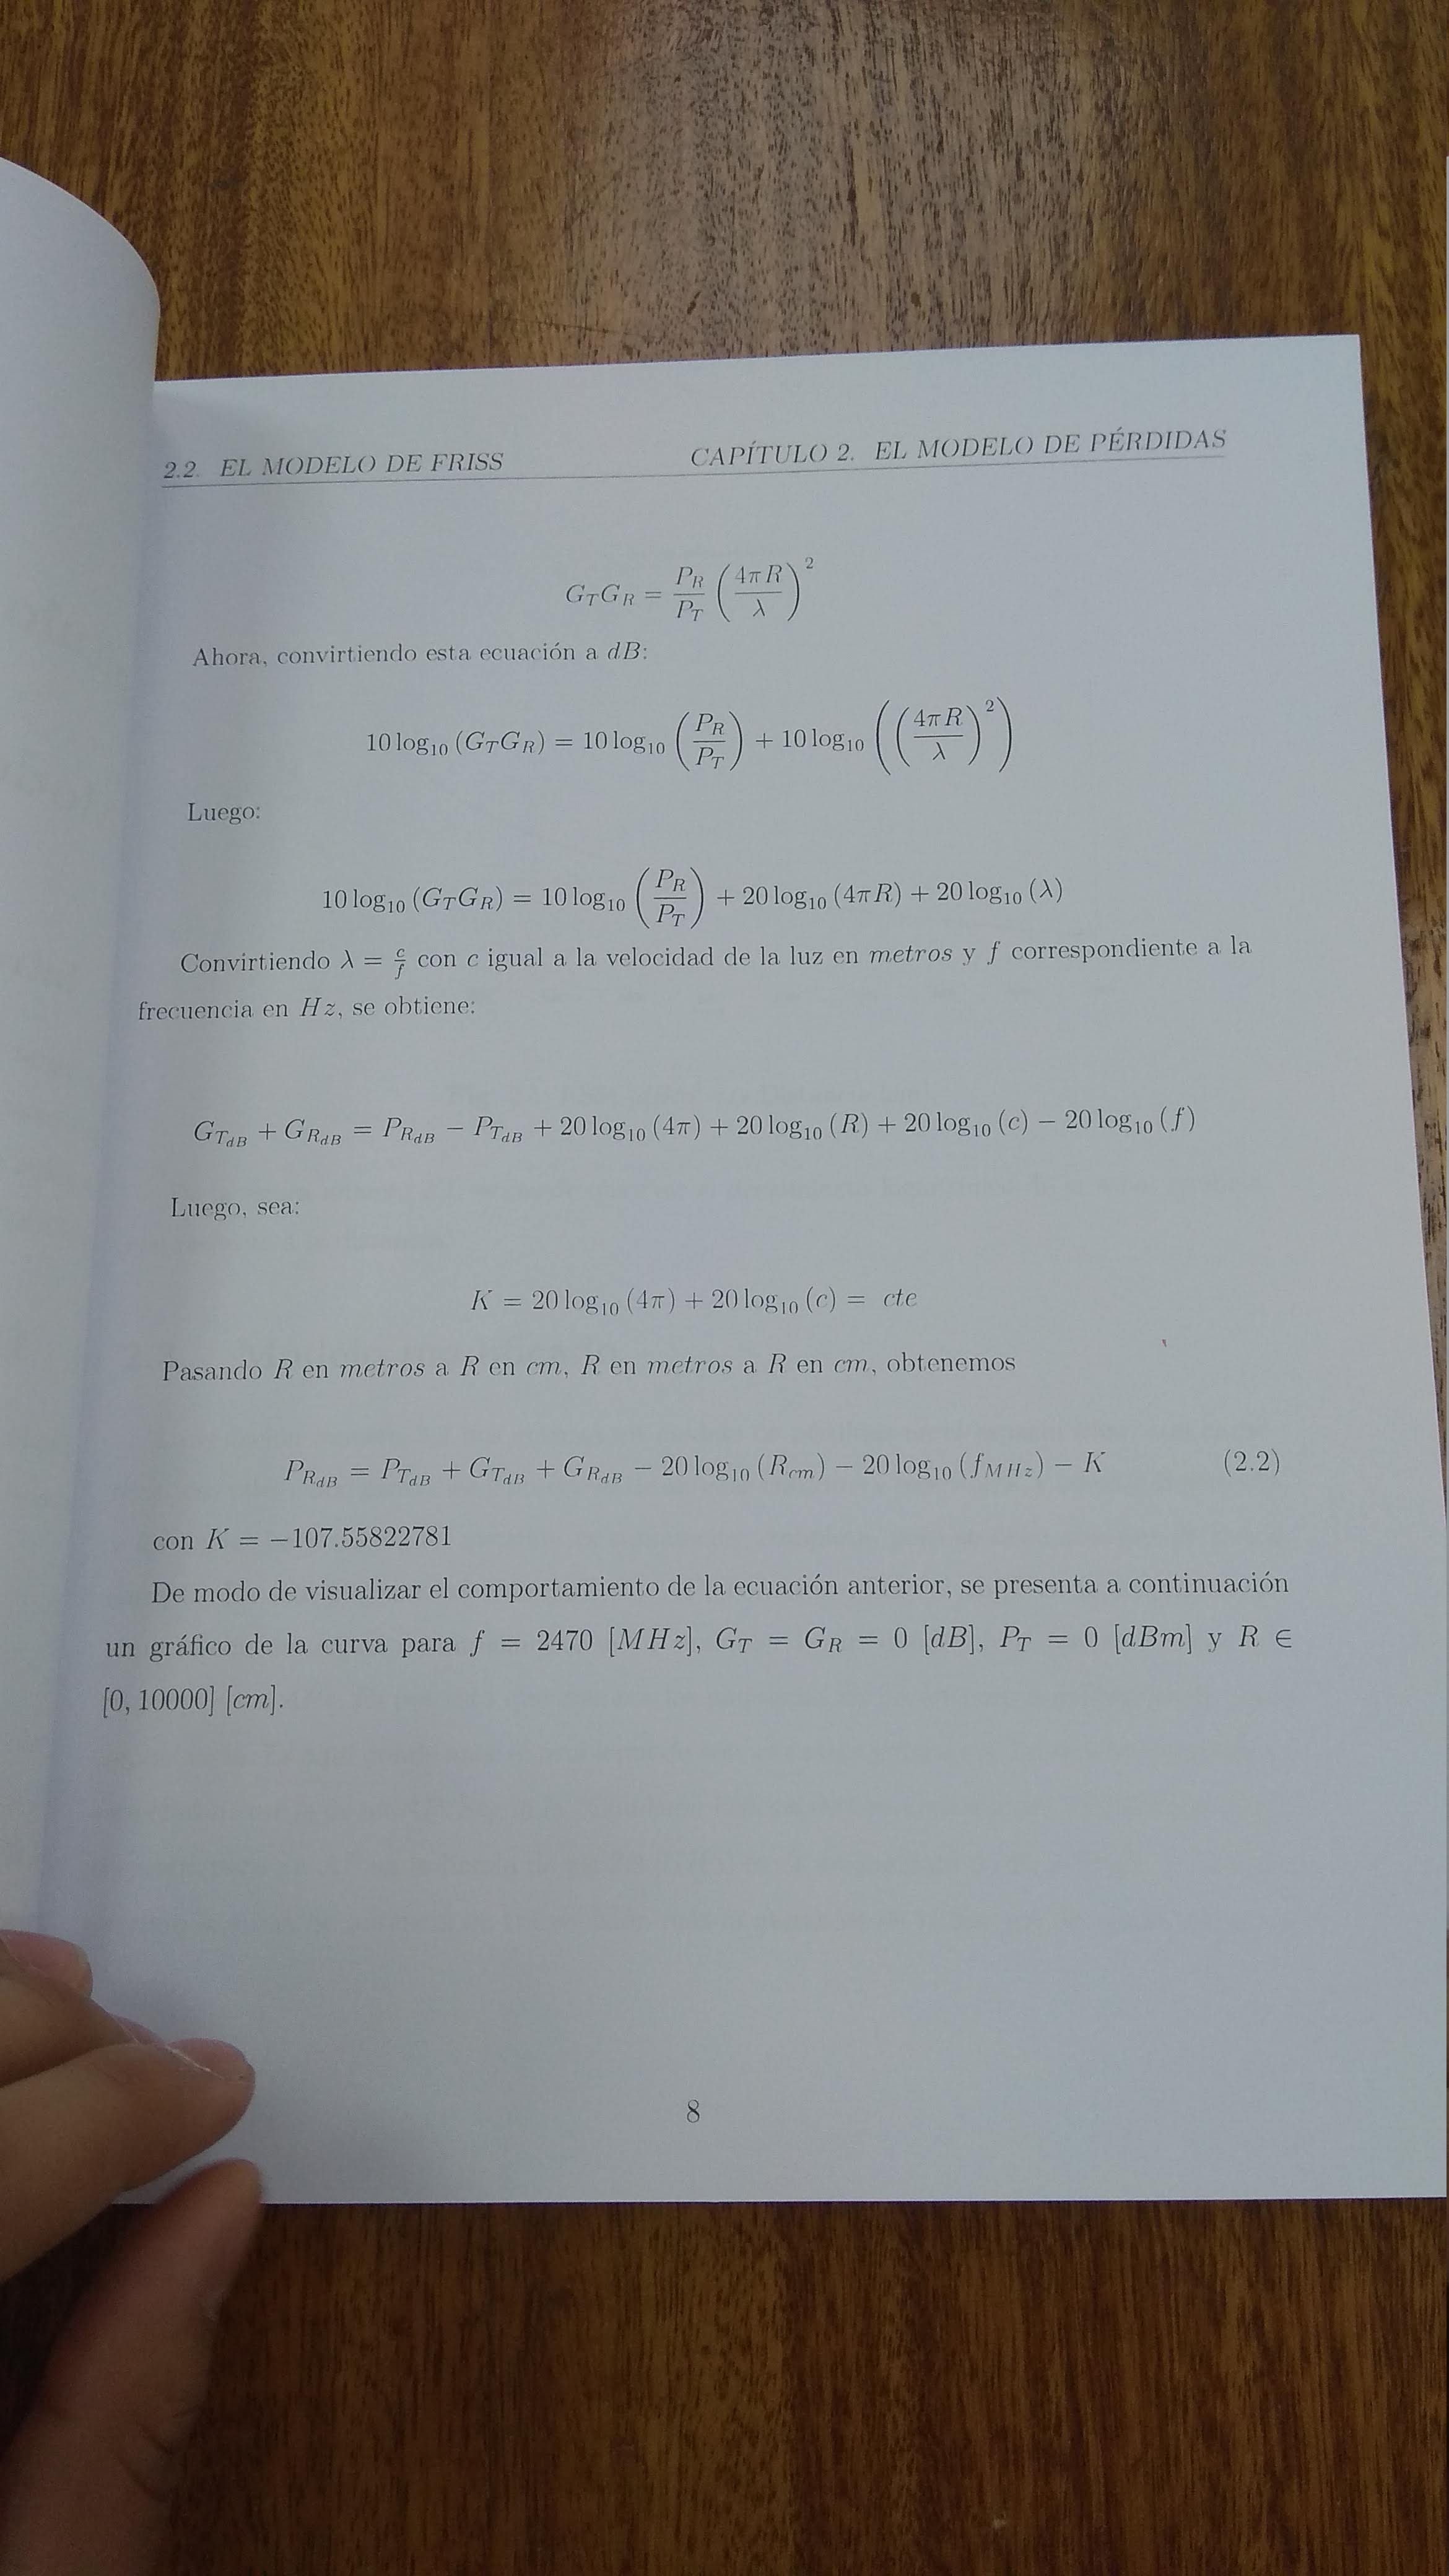 2.2. EL MODELO DE FRISS CAPÍTULO 2. EL MODELO DE PÉRDIDAS
G_T G_R = \frac{P_R}{P_T} \left( \frac{4\pi R}{\lambda} \right)^2
Ahora, convirtiendo esta ecuación a dB:
10 \log_{10} (G_T G_R) = 10 \log_{10} \left( \frac{P_R}{P_T} \right) + 10 \log_{10} \left( \left( \frac{4\pi R}{\lambda} \right)^2 \right)
Luego:
10 \log_{10} (G_T G_R) = 10 \log_{10} \left( \frac{P_R}{P_T} \right) + 20 \log_{10} (4\pi R) + 20 \log_{10} (\lambda)
Convirtiendo λ = \frac{c}{f} con c igual a la velocidad de la luz en metros y f correspondiente a la
frecuencia en Hz, se obtiene:
G_{T_{dB}} + G_{R_{dB}} = P_{R_{dB}} − P_{T_{dB}} + 20 \log_{10} (4\pi) + 20 \log_{10} (R) + 20 \log_{10} (c) − 20 \log_{10} (f)
Luego, sea:
K = 20 \log_{10} (4\pi) + 20 \log_{10} (c) = cte
Pasando R en metros a R en cm, R en metros a R en cm, obtenemos
P_{R_{dB}} = P_{T_{dB}} + G_{T_{dB}} + G_{R_{dB}} − 20 \log_{10} (R_{cm}) − 20 \log_{10} (f_{MHz}) − K (2.2)
con K = −107.55822781
De modo de visualizar el comportamiento de la ecuación anterior, se presenta a continuación
un gráfico de la curva para f = 2470 [MHz], G_T = G_R = 0 [dB], P_T = 0 [dBm] y R ∈
[0, 10000] [cm].
8